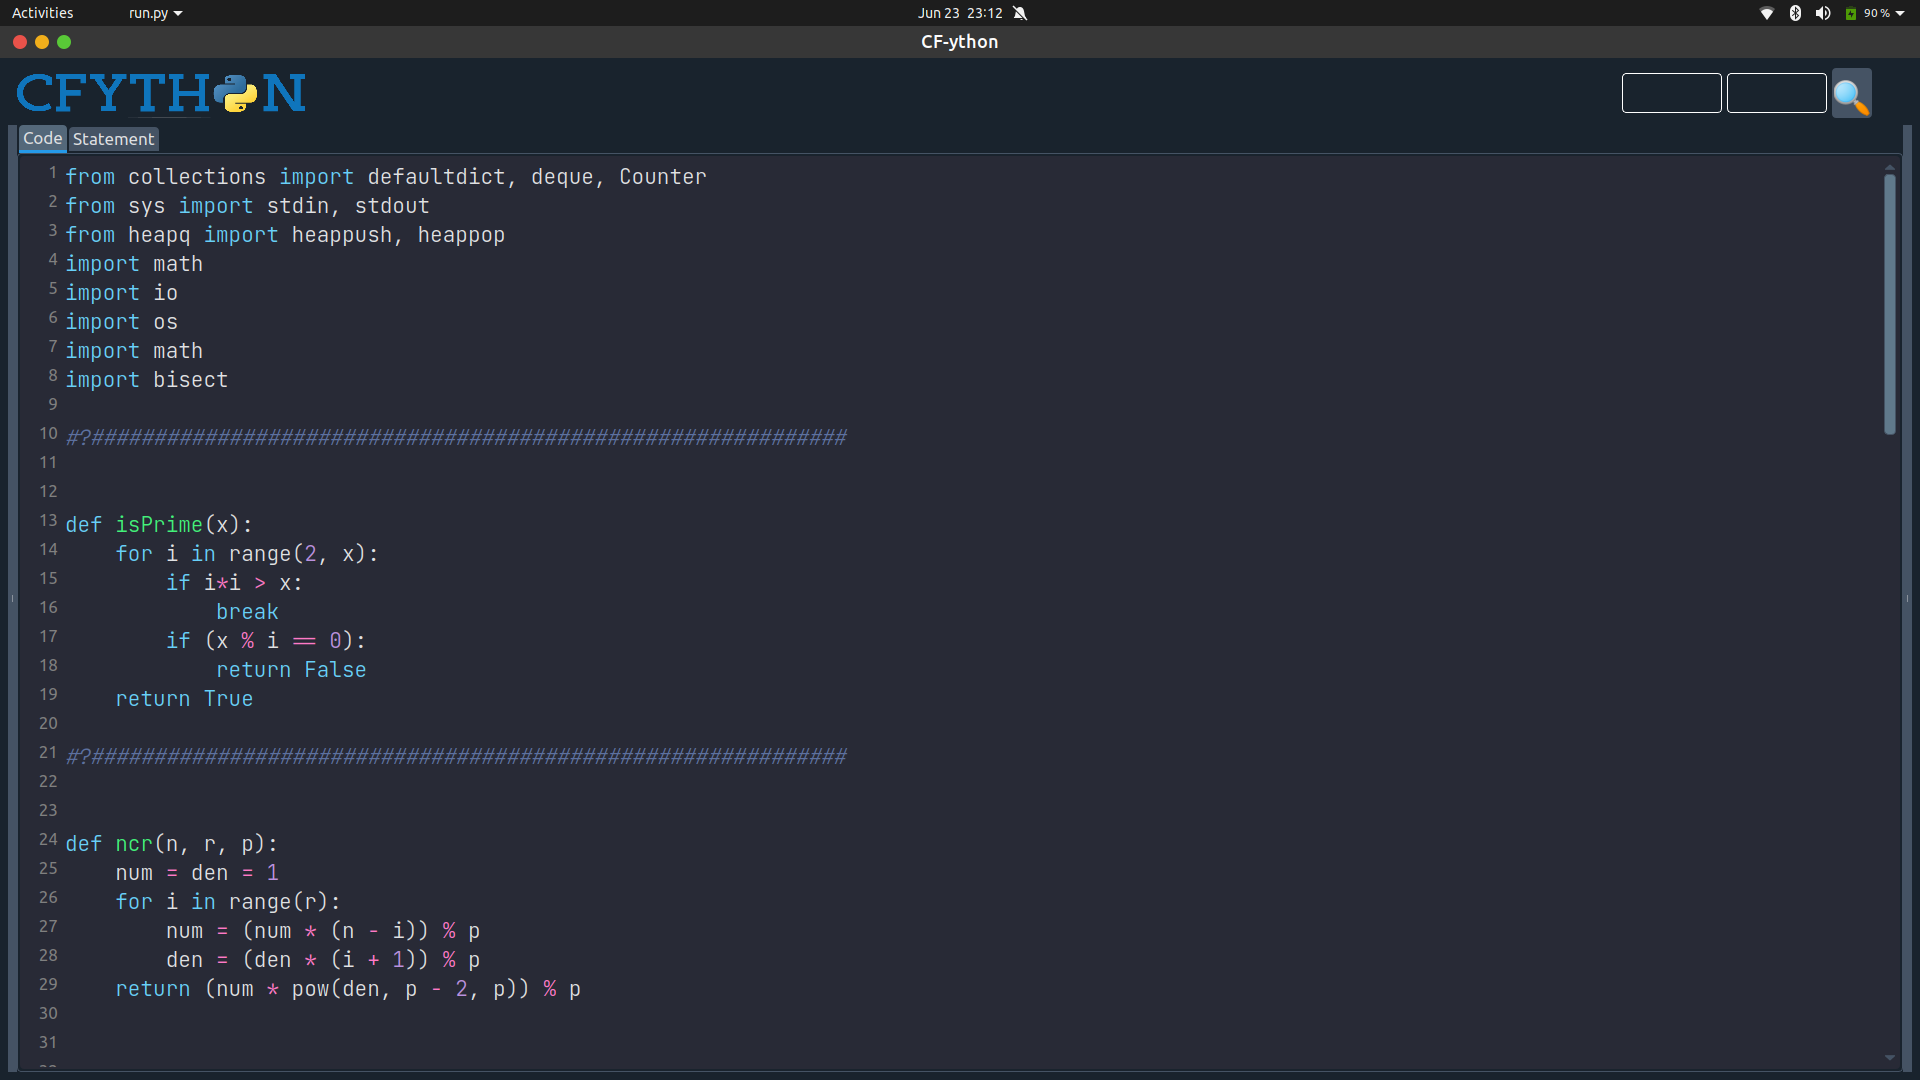 Activities run.py Jun 23 23:12 90 %
CF-ython
CFYTHON
Code Statement
1 from collections import defaultdict, deque, Counter
2 from sys import stdin, stdout
3 from heapq import heappush, heappop
4 import math
5 import io
6 import os
7 import math
8 import bisect
9
10 #?############################################################
11
12
13 def isPrime(x):
14     for i in range(2, x):
15         if i*i > x:
16             break
17         if (x % i == 0):
18             return False
19     return True
20
21 #?############################################################
22
23
24 def ncr(n, r, p):
25     num = den = 1
26     for i in range(r):
27         num = (num * (n - i)) % p
28         den = (den * (i + 1)) % p
29     return (num * pow(den, p - 2, p)) % p
30
31